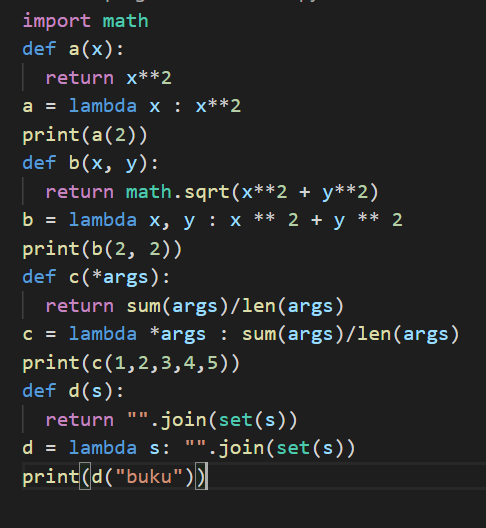 import math
def a(x):
  return x**2
a = lambda x : x**2
print(a(2))
def b(x, y):
  return math.sqrt(x**2 + y**2)
b = lambda x, y : x ** 2 + y ** 2
print(b(2, 2))
def c(*args):
  return sum(args)/len(args)
c = lambda *args : sum(args)/len(args)
print(c(1,2,3,4,5))
def d(s):
  return "".join(set(s))
d = lambda s: "".join(set(s))
print(d("buku"))